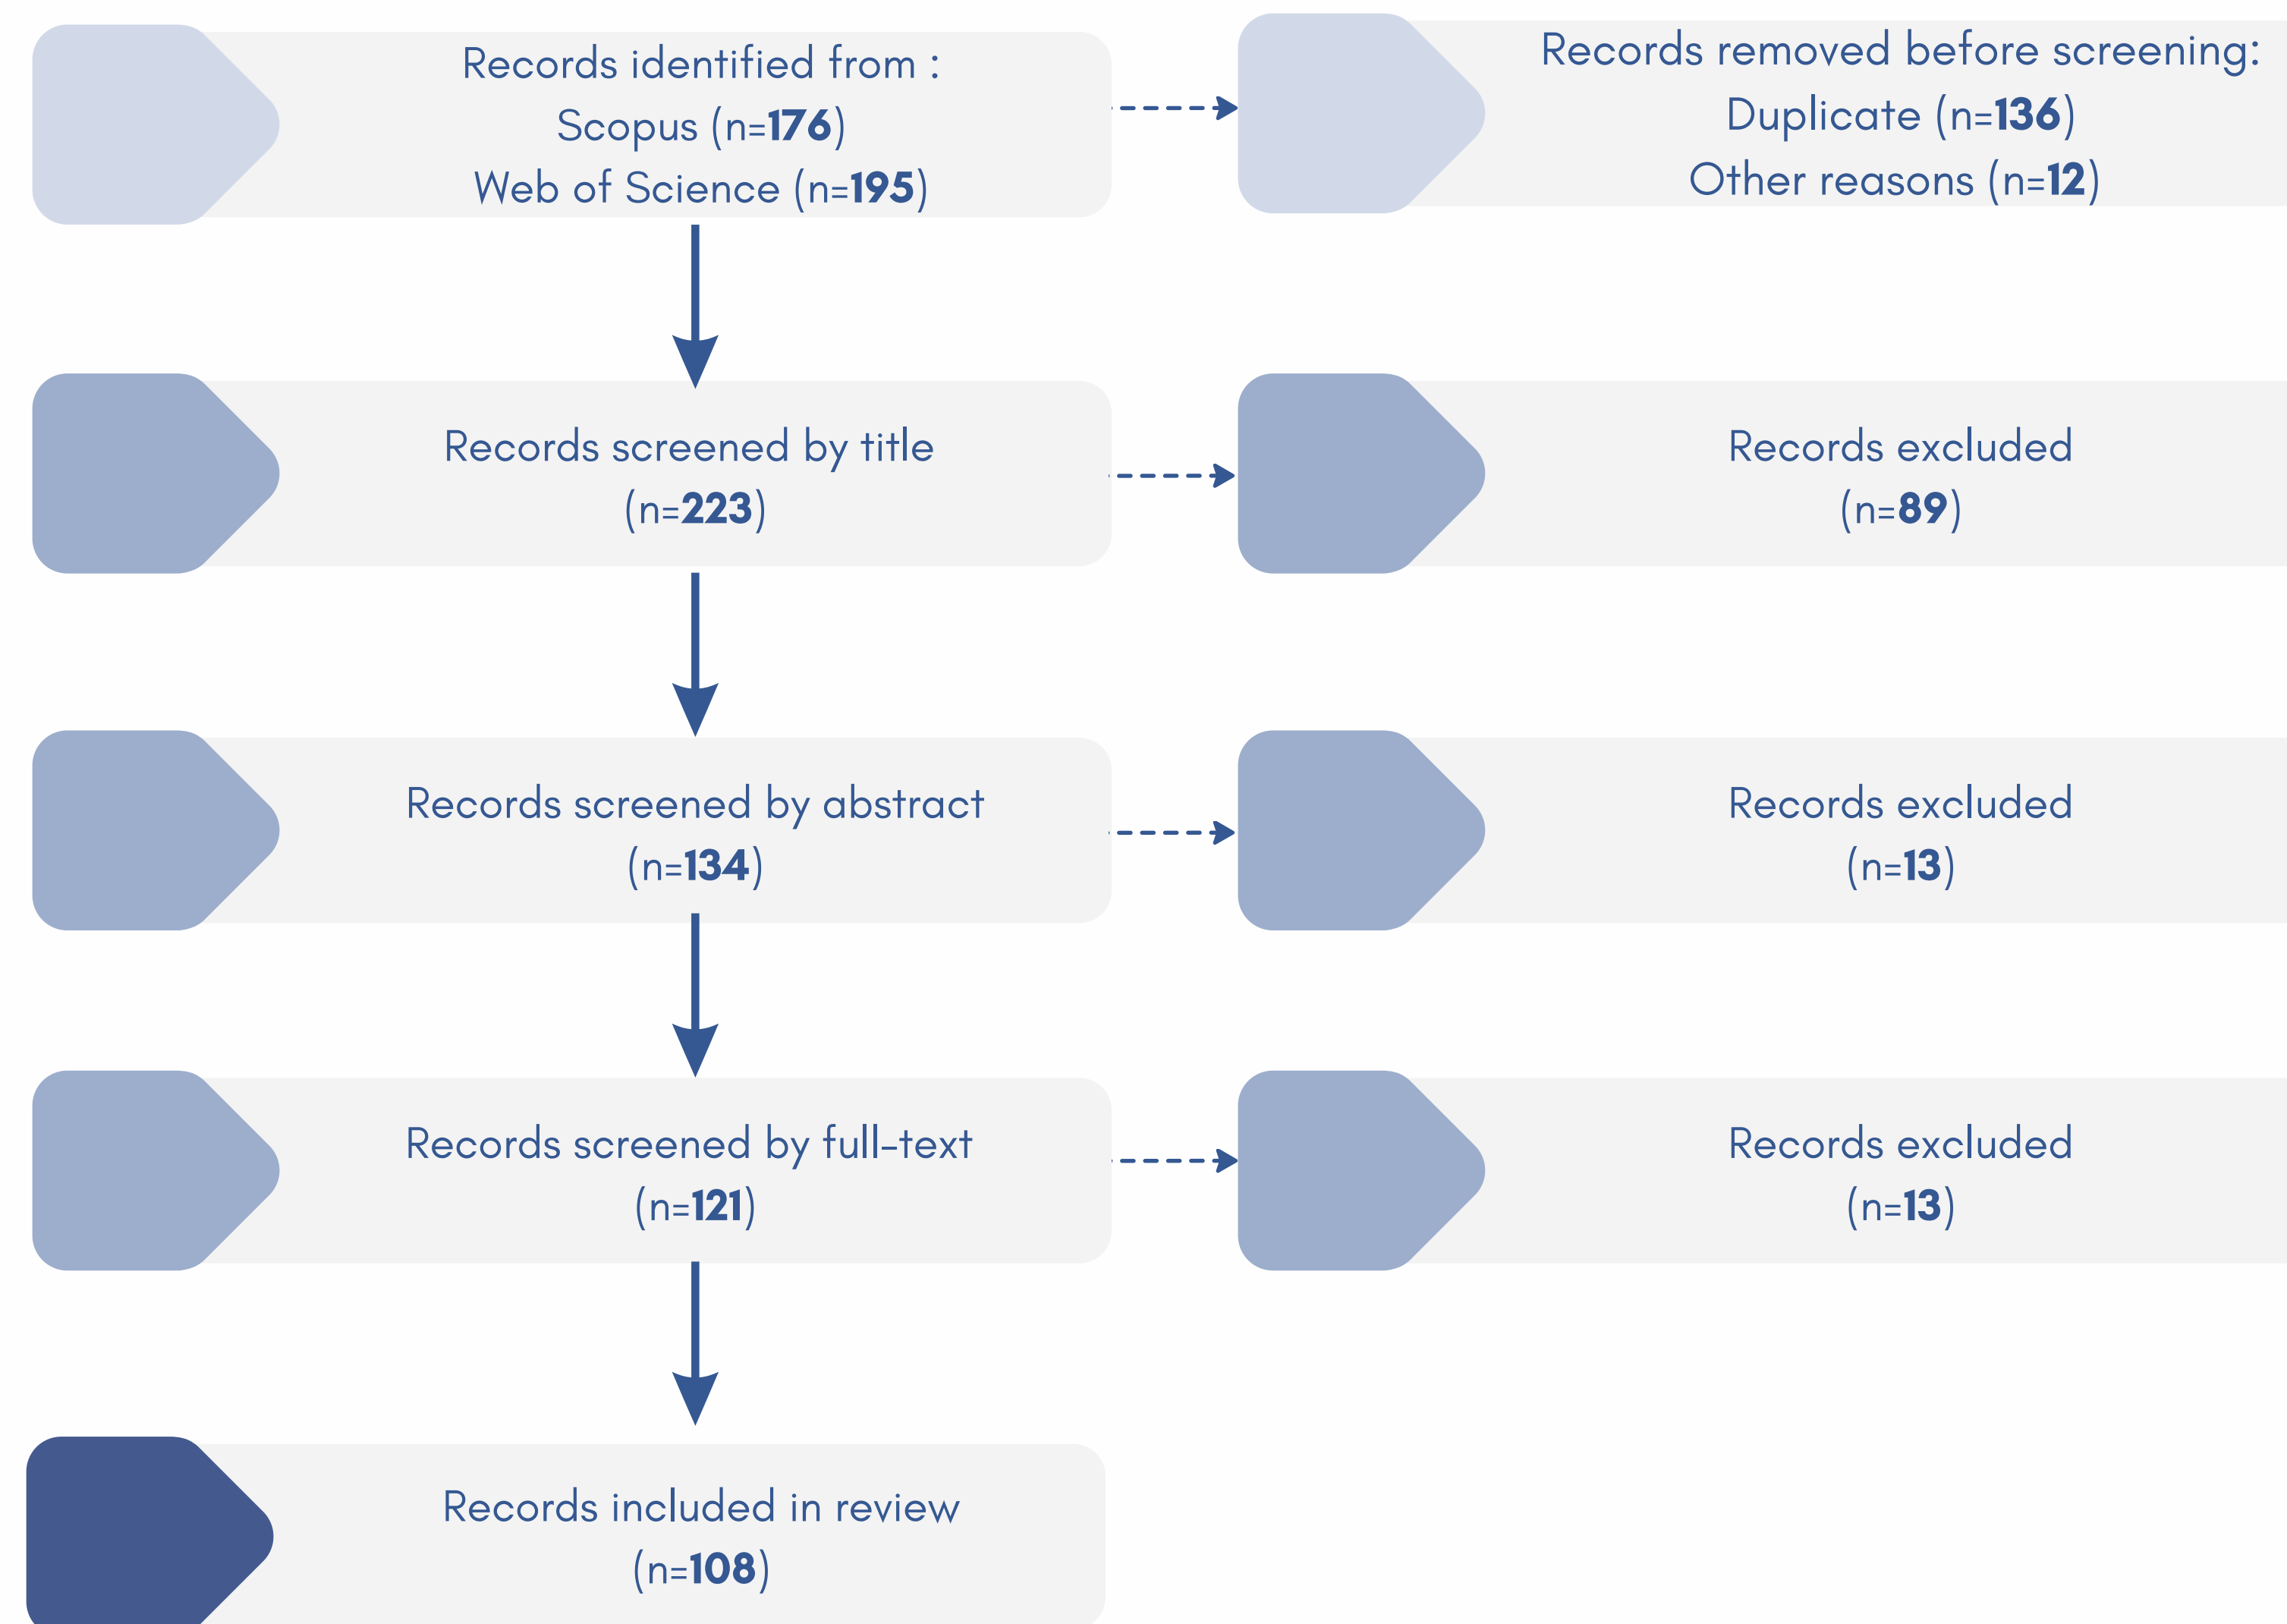 Records identified from :
Scopus (n=176)
Web of Science (n=195)
Records removed before screening:
Duplicate (n=136)
Other reasons (n=12)
Records screened by title
(n=223)
Records excluded
(n=89)
Records screened by abstract
(n=134)
Records excluded
(n=13)
Records screened by full-text
(n=121)
Records excluded
(n=13)
Records included in review
(n=108)